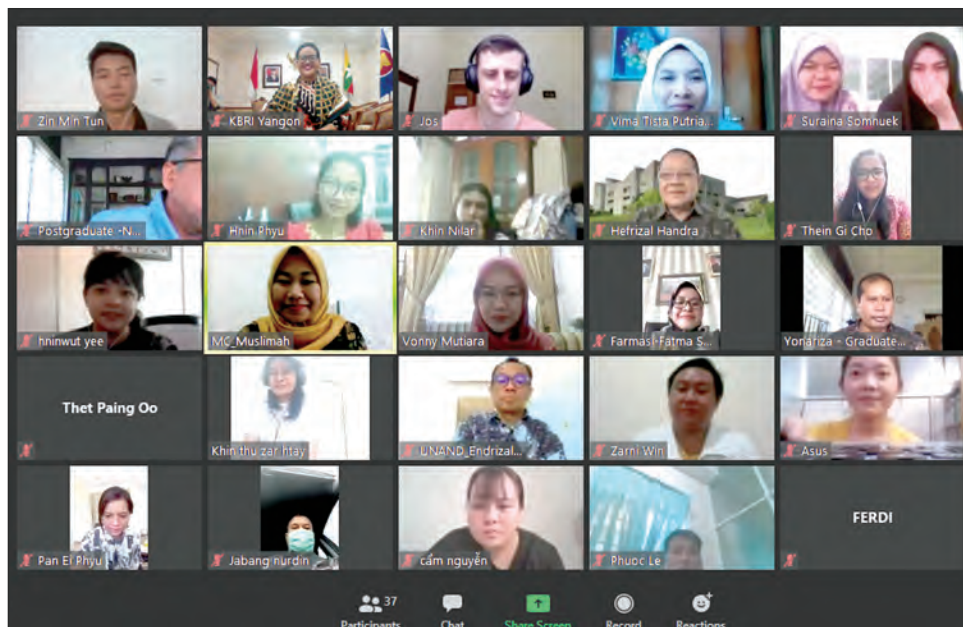 Zin Min Tun
KBRI Yangon
Jos
Vima Tista Putria...
Suraina Somnuek
Postgraduate -N...
Hnin Phyu
Khin Nilar
Hefrizal Handra
Thein Gi Cho
hninwut yee
MC_Muslimah
Vonny Mutiara
Farmasi -Fatma S...
Yonariza - Graduate...
Thet Paing Oo
Khin thu zar htay
UNAND_Endrizal...
Zarni Win
Asus
Pan Ei Phyu
Jabang nurdin
cẩm nguyễn
Phuoc Le
FERDI
37
Participants
Chat
Share Screen
Record
Reactions